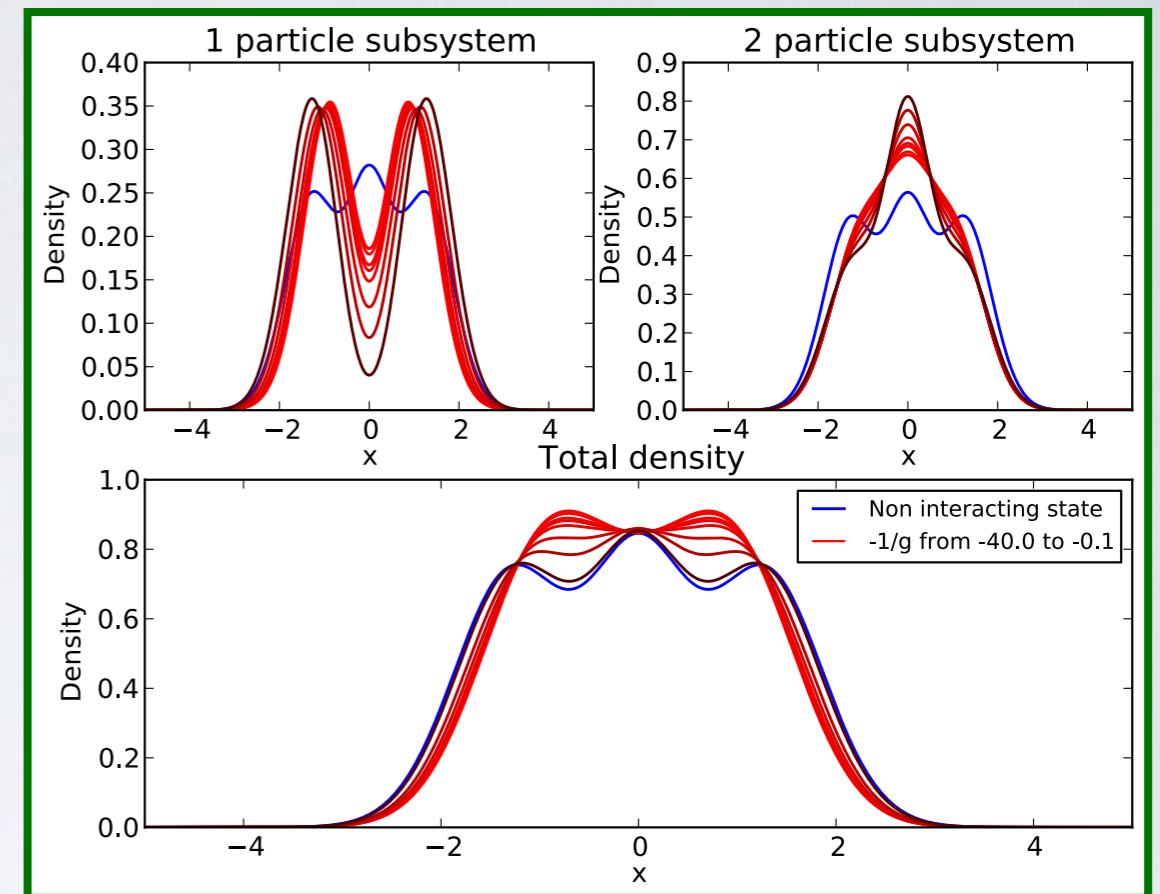 1 particle subsystem
0.40
0.35
0.30
0.25
0.20
0.15
0.10
0.05
0.00
Density
−4 −2 0 2 4
x
2 particle subsystem
0.9
0.8
0.7
0.6
0.5
0.4
0.3
0.2
0.1
0.0
Density
−4 −2 0 2 4
x
Total density
1.0
0.8
0.6
0.4
0.2
0.0
Density
Non interacting state
-1/g from -40.0 to -0.1
−4 −2 0 2 4
x